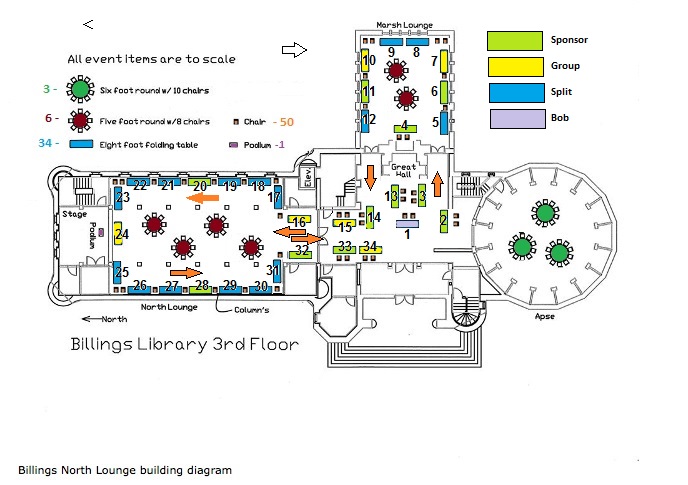 <
Marsh Lounge
All event items are to scale
3 - Six foot round w/ 10 chairs
6 - Five foot round w/8 chairs
Chair - 50
34 - Eight foot folding table
Podium -1
Sponsor
Group
Split
Bob
9 8
10 7
11 6
12 5
4
Great
Hall
Elev.
22 21 20 19 18
23 17
13 3
Stage
16 14 2
15
24
Podium
1
32 33 34
25 31
26 27 28 29 30
North Lounge
Column's
North
Apse
Billings Library 3rd Floor
Billings North Lounge building diagram